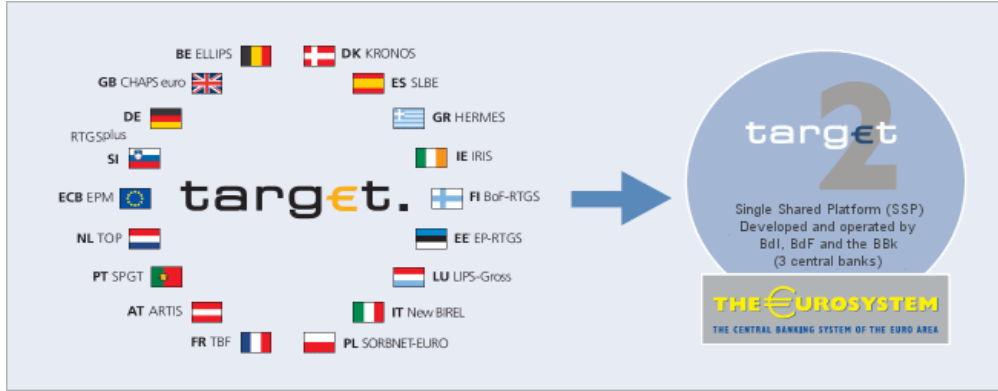 BE ELLIPS
DK KRONOS
GB CHAPS euro
ES SLBE
DE
RTGSplus
GR HERMES
SI
IE IRIS
ECB EPM
target.
FI BoF-RTGS
NL TOP
EE EP-RTGS
PT SPGT
LU LIPS-Gross
AT ARTIS
IT New BIREL
FR TBF
PL SORBNET-EURO
2
target
Single Shared Platform (SSP)
Developed and operated by
BdI, BdF and the BBk
(3 central banks)
THE €UROSYSTEM
THE CENTRAL BANKING SYSTEM OF THE EURO AREA